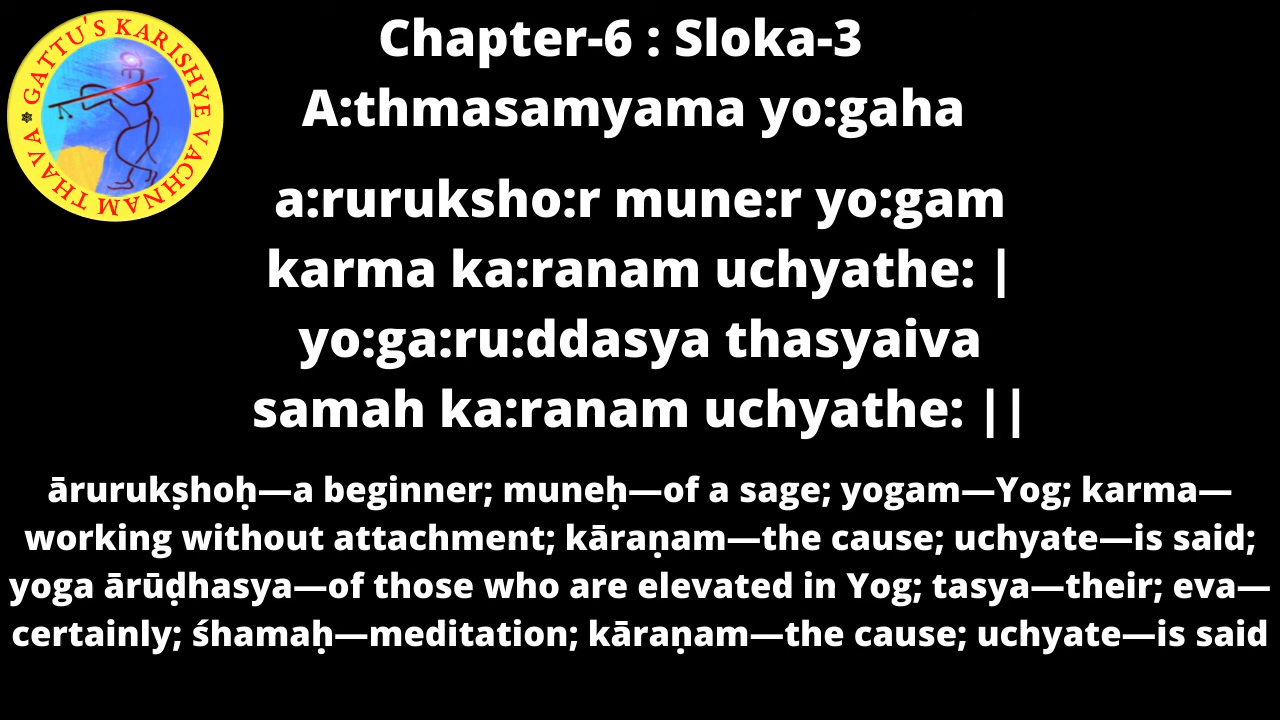 GATTU'S KARISHYE VACHNAM THAVA
Chapter-6 : Sloka-3
A:thmasamyama yo:gaha
a:ruruksho:r mune:r yo:gam
karma ka:ranam uchyathe: |
yo:ga:ru:ddasya thasyaiva
samah ka:ranam uchyathe: ||
ārurukṣhoḥ—a beginner; muneḥ—of a sage; yogam—Yog; karma—
working without attachment; kāraṇam—the cause; uchyate—is said;
yoga ārūḍhasya—of those who are elevated in Yog; tasya—their; eva—
certainly; śhamaḥ—meditation; kāraṇam—the cause; uchyate—is said